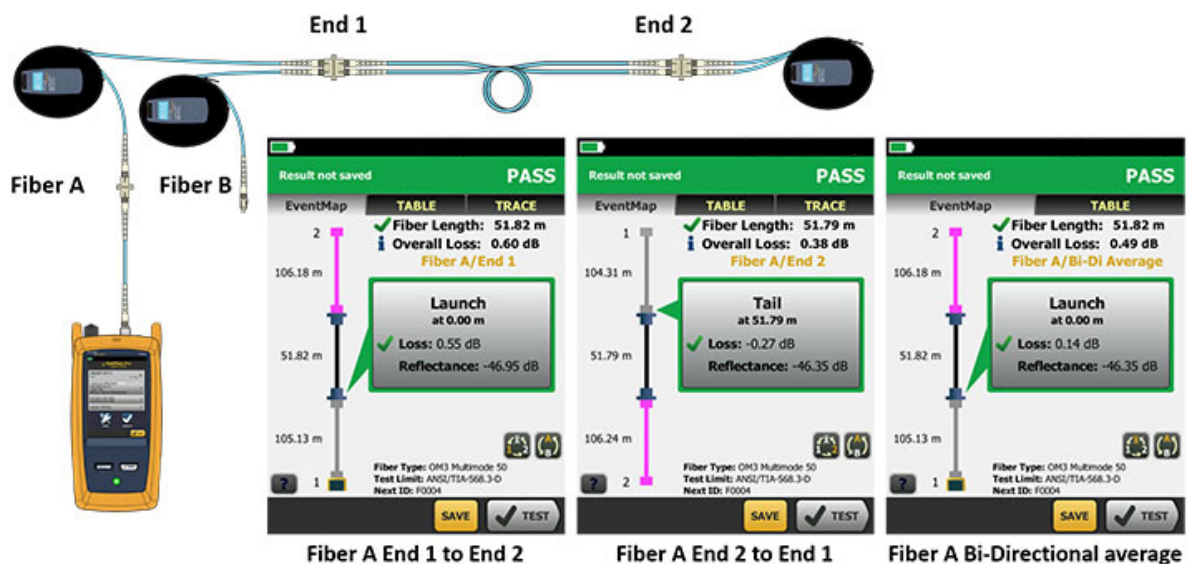 End 1
End 2
Fiber A
Fiber B
Result not saved
PASS
EventMap
TABLE
TRACE
Fiber Length: 51.82 m
Overall Loss: 0.60 dB
Fiber A/End 1
2
106.18 m
Launch
at 0.00 m
Loss: 0.55 dB
Reflectance: -46.95 dB
51.82 m
105.13 m
1 2
A B
Fiber Type: OM3 Multimode 50
Test Limit: ANSI/TIA-568.3-D
Next ID: F0004
?
1
SAVE
TEST
Fiber A End 1 to End 2
Result not saved
PASS
EventMap
TABLE
TRACE
Fiber Length: 51.79 m
Overall Loss: 0.38 dB
Fiber A/End 2
1
104.31 m
Tail
at 51.79 m
Loss: -0.27 dB
Reflectance: -46.35 dB
51.79 m
106.24 m
1 2
A B
Fiber Type: OM3 Multimode 50
Test Limit: ANSI/TIA-568.3-D
Next ID: F0004
?
2
SAVE
TEST
Fiber A End 2 to End 1
Result not saved
PASS
EventMap
TABLE
Fiber Length: 51.82 m
Overall Loss: 0.49 dB
Fiber A/Bi-Di Average
2
106.18 m
Launch
at 0.00 m
Loss: 0.14 dB
Reflectance: -46.35 dB
51.82 m
105.13 m
1 2
A B
Fiber Type: OM3 Multimode 50
Test Limit: ANSI/TIA-568.3-D
Next ID: F0004
?
1
SAVE
TEST
Fiber A Bi-Directional average